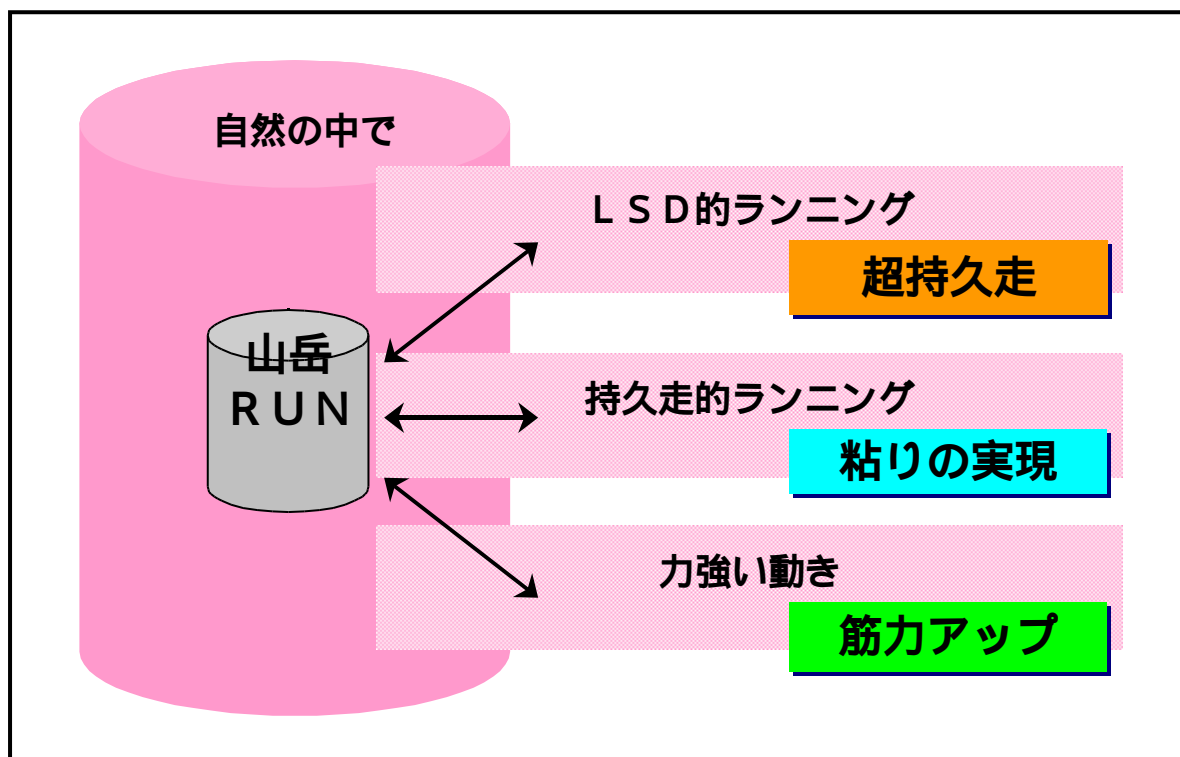 自然の中で
ＬＳＤ的ランニング
超持久走
山岳
ＲＵＮ
持久走的ランニング
粘りの実現
力強い動き
筋力アップ